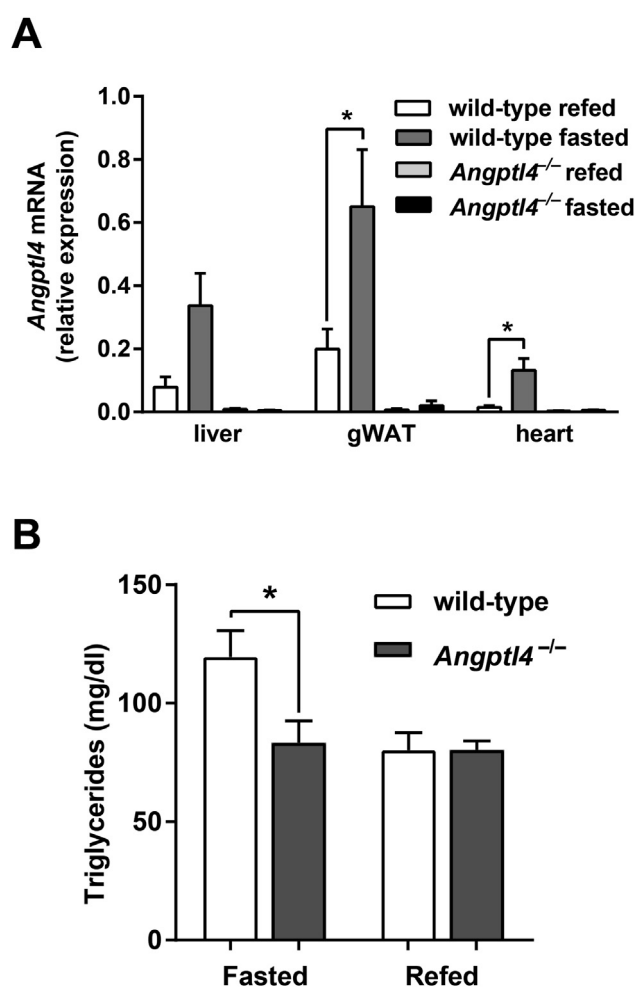 A
Angptl4 mRNA
(relative expression)
1.0
0.8
0.6
0.4
0.2
0.0
*
*
wild-type refed
wild-type fasted
Angptl4−/− refed
Angptl4−/− fasted
liver gWAT heart
B
Triglycerides (mg/dl)
150
100
50
0
*
wild-type
Angptl4−/−
Fasted Refed